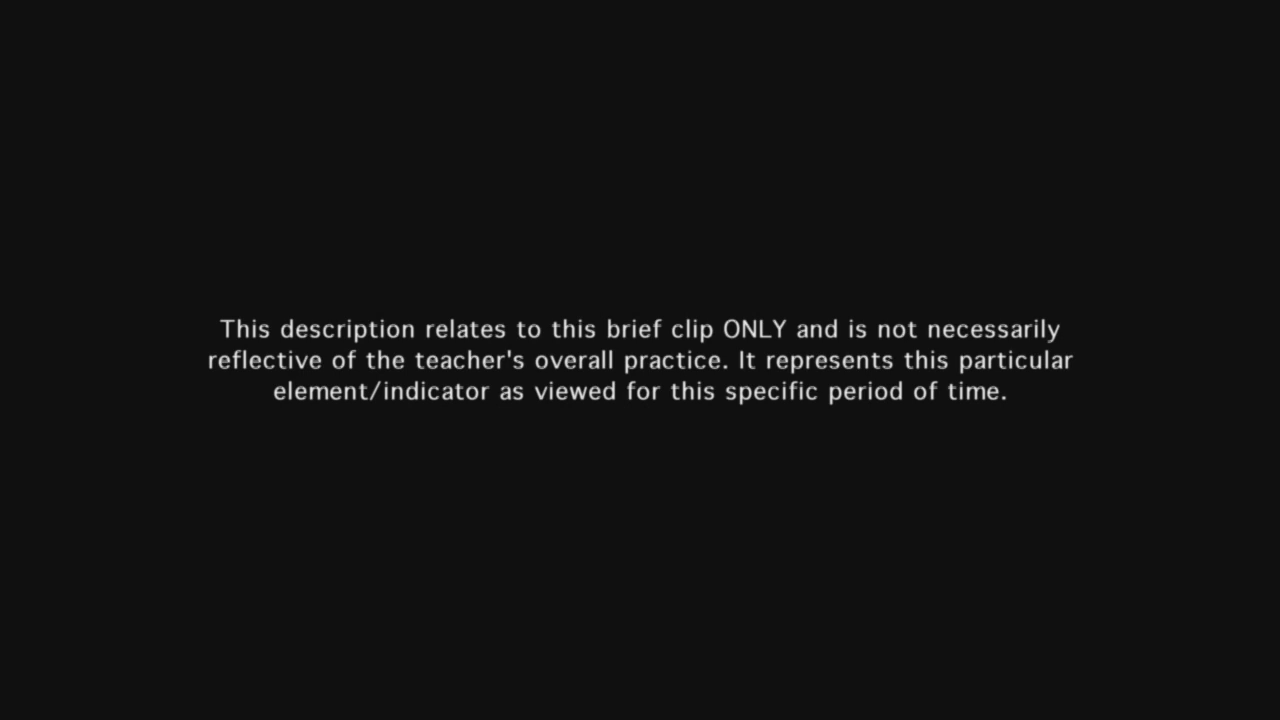 This description relates to this brief clip ONLY and is not necessarily
reflective of the teacher's overall practice. It represents this particular
element/indicator as viewed for this specific period of time.